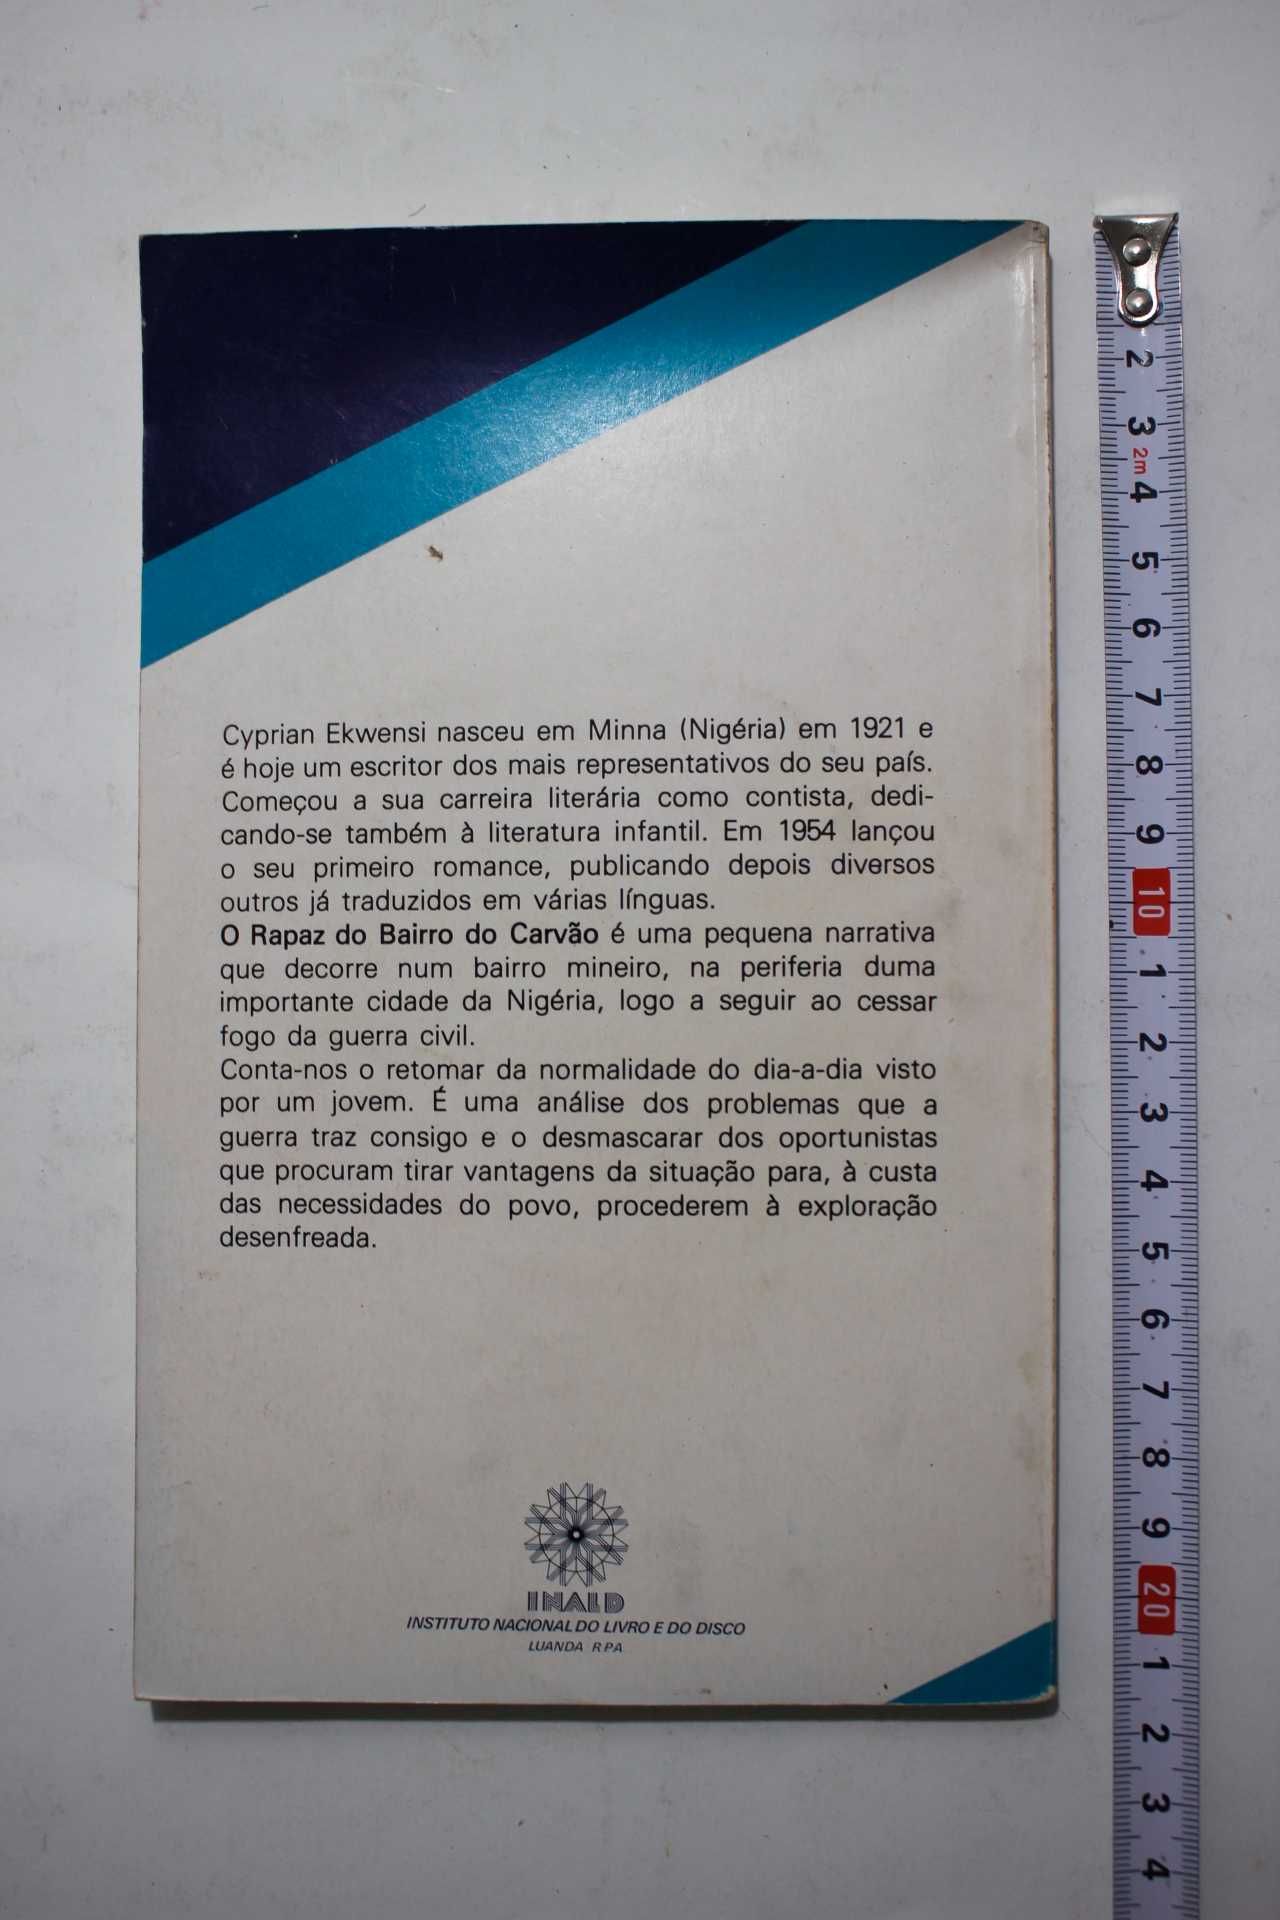 Cyprian Ekwensi nasceu em Minna (Nigéria) em 1921 e
é hoje um escritor dos mais representativos do seu país.
Começou a sua carreira literária como contista, dedi-
cando-se também à literatura infantil. Em 1954 lançou
o seu primeiro romance, publicando depois diversos
outros já traduzidos em várias línguas.
O Rapaz do Bairro do Carvão é uma pequena narrativa
que decorre num bairro mineiro, na periferia duma
importante cidade da Nigéria, logo a seguir ao cessar
fogo da guerra civil.
Conta-nos o retomar da normalidade do dia-a-dia visto
por um jovem. É uma análise dos problemas que a
guerra traz consigo e o desmascarar dos oportunistas
que procuram tirar vantagens da situação para, à custa
das necessidades do povo, procederem à exploração
desenfreada.
INALD
INSTITUTO NACIONAL DO LIVRO E DO DISCO
LUANDA RPA
2
3
2m
4
5
6
7
8
9
10
1
2
3
4
5
6
7
8
9
20
1
2
3
4